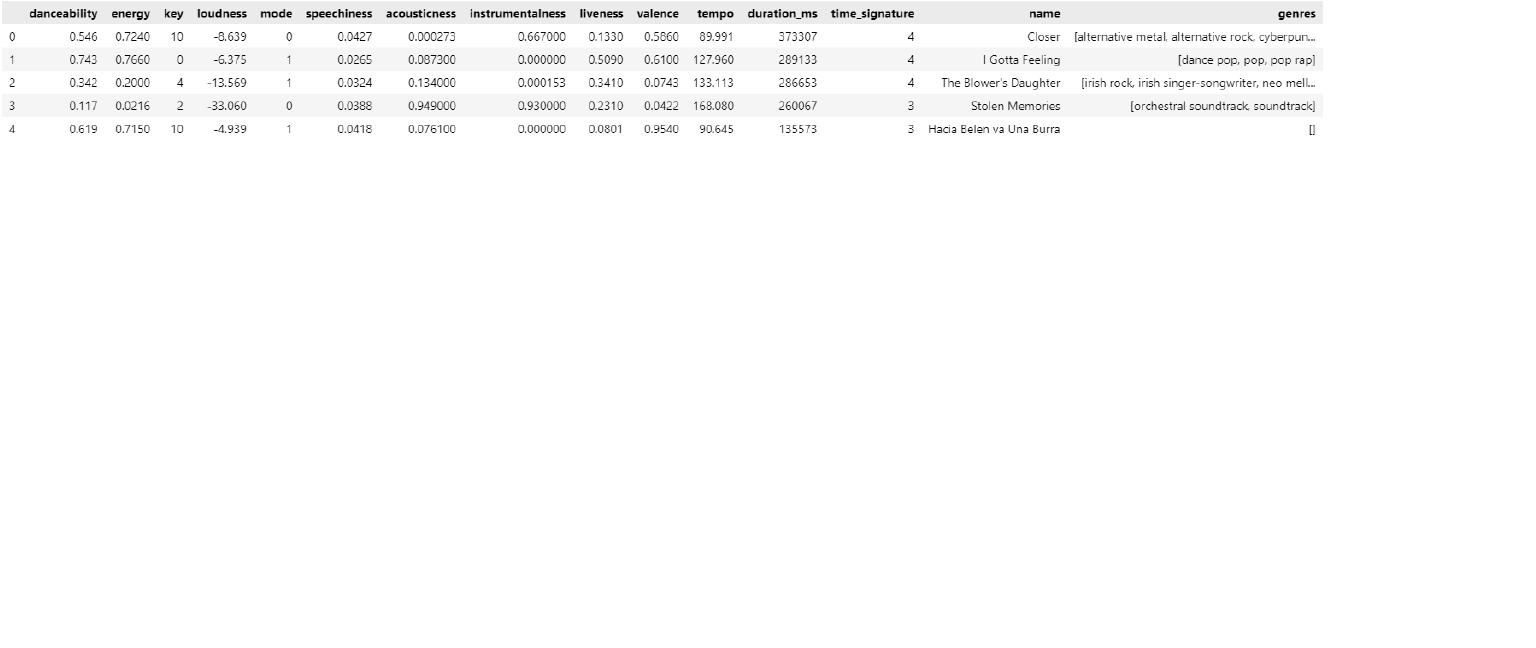 danceability energy key loudness mode speechiness acousticness instrumentalness liveness valence tempo duration_ms time_signature name genres
0 0.546 0.7240 10 -8.639 0 0.0427 0.000273 0.667000 0.1330 0.5860 89.991 373307 4 Closer [alternative metal, alternative rock, cyberpun...
1 0.743 0.7660 0 -6.375 1 0.0265 0.087300 0.000000 0.5090 0.6100 127.960 289133 4 I Gotta Feeling [dance pop, pop, pop rap]
2 0.342 0.2000 4 -13.569 1 0.0324 0.134000 0.000153 0.3410 0.0743 133.113 286653 4 The Blower's Daughter [irish rock, irish singer-songwriter, neo mell...
3 0.117 0.0216 2 -33.060 0 0.0388 0.949000 0.930000 0.2310 0.0422 168.080 260067 3 Stolen Memories [orchestral soundtrack, soundtrack]
4 0.619 0.7150 10 -4.939 1 0.0418 0.076100 0.000000 0.0801 0.9540 90.645 135573 3 Hacia Belen va Una Burra []